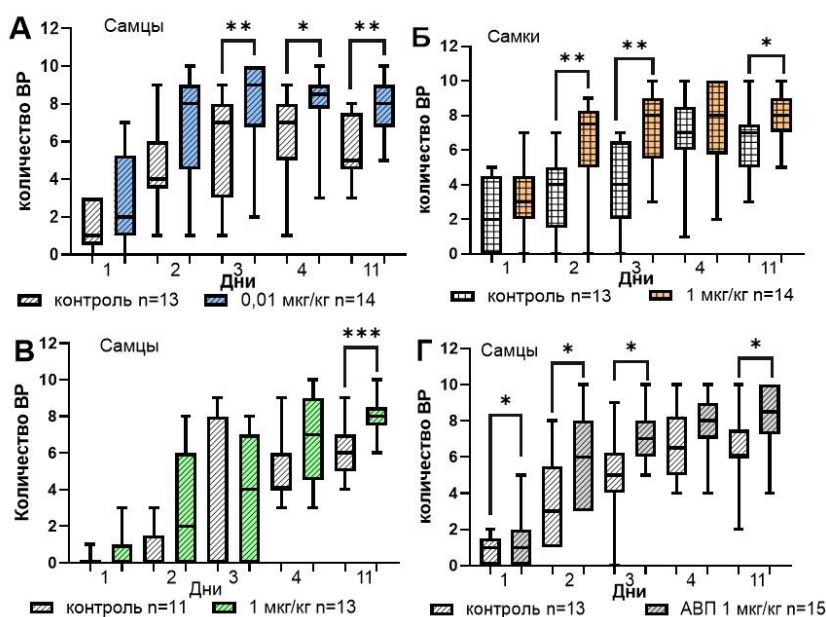 А Самцы
** * **
количество ВР
12
10
8
6
4
2
0
1 2 3 4 11
Дни
контроль n=13 0,01 мкг/кг n=14
Б Самки
** ** *
количество ВР
12
10
8
6
4
2
0
1 2 3 4 11
Дни
контроль n=13 1 мкг/кг n=14
В Самцы
***
Количество ВР
12
10
8
6
4
2
0
1 2 3 4 11
Дни
контроль n=11 1 мкг/кг n=13
Г Самцы
* * * *
количество ВР
12
10
8
6
4
2
0
1 2 3 4 11
Дни
контроль n=13 АВП 1 мкг/кг n=15